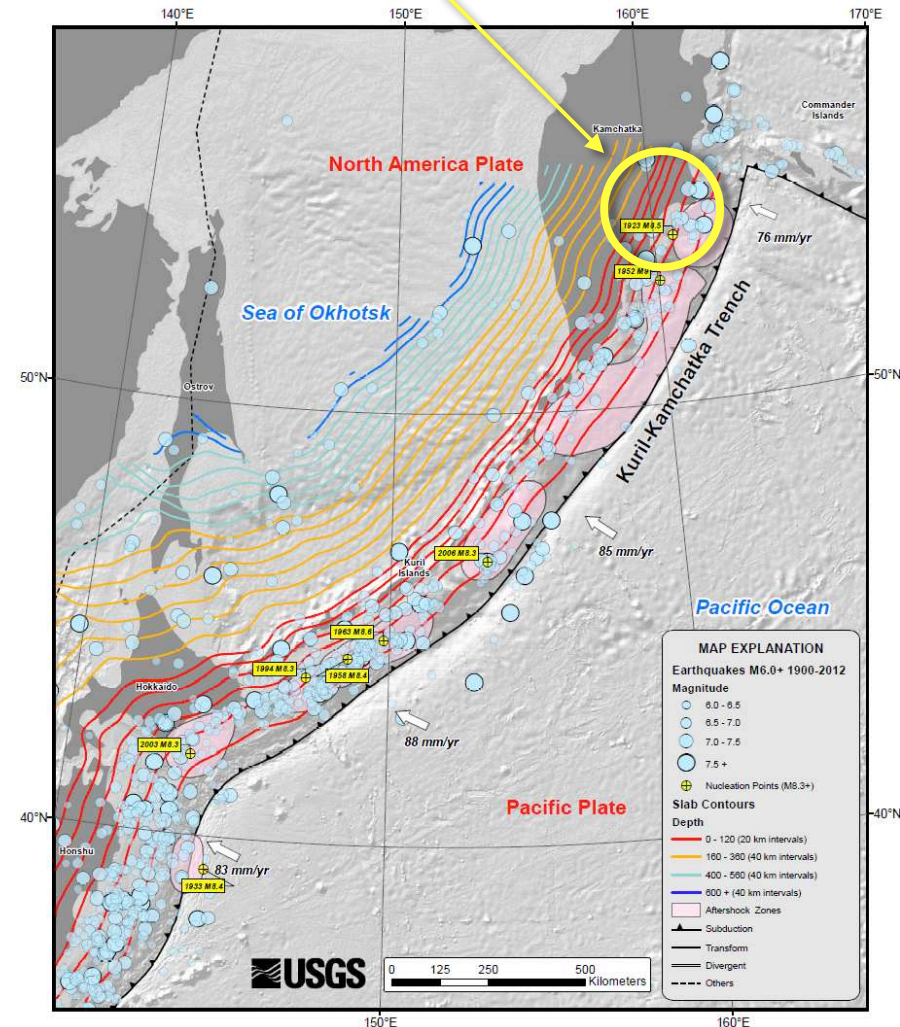 140°E
150°E
160°E
170°E
Commander
Islands
Kamchatka
North America Plate
1923 M8.5
76 mm/yr
1952 M9
Sea of Okhotsk
50°N
50°N
Ostrov
Kuril-Kamchatka Trench
85 mm/yr
2006 M8.3
Kuril
Islands
Pacific Ocean
1963 M8.6
1994 M8.3
1958 M8.4
Hokkaido
2003 M8.3
88 mm/yr
Pacific Plate
40°N
40°N
Honshu
83 mm/yr
1933 M8.4
MAP EXPLANATION
Earthquakes M6.0+ 1900-2012
Magnitude
6.0 - 6.5
6.5 - 7.0
7.0 - 7.5
7.5 +
Nucleation Points (M8.3+)
Slab Contours
Depth
0 - 120 (20 km intervals)
160 - 360 (40 km intervals)
400 - 560 (40 km intervals)
600 + (40 km intervals)
Aftershock Zones
Subduction
Transform
Divergent
Others
USGS
0 125 250 500
Kilometers
150°E
160°E